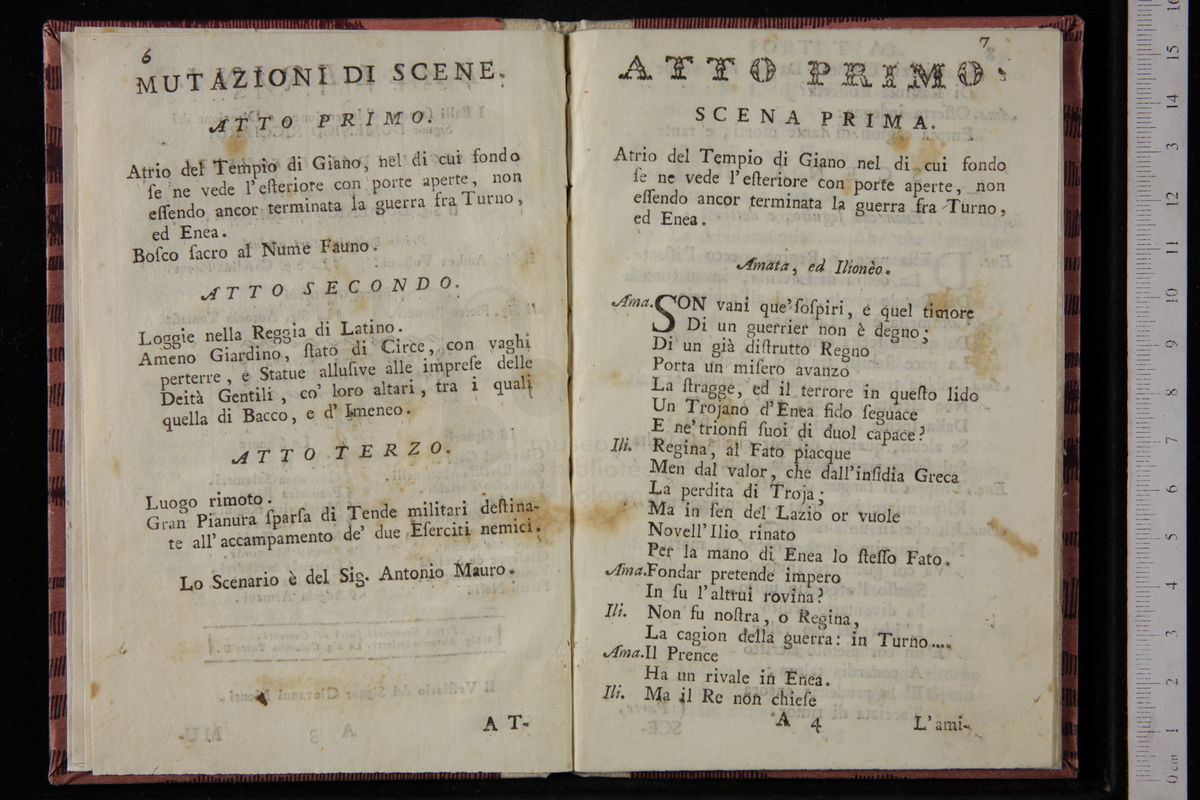 6
MUTAZIONI DI SCENE.
ATTO PRIMO.
Atrio del Tempio di Giano, nel di cui fondo
ſe ne vede l'eſteriore con porte aperte, non
eſſendo ancor terminata la guerra fra Turno,
ed Enea.
Boſco ſacro al Nume Fauno.
ATTO SECONDO.
Loggie nella Reggia di Latino.
Ameno Giardino, ſtato di Circe, con vaghi
perterre, e Statue alluſive alle impreſe delle
Deità Gentili, co' loro altari, tra i quali
quella di Bacco, e d' Imeneo.
ATTO TERZO.
Luogo rimoto.
Gran Pianura ſparſa di Tende militari deſtina-
te all'accampamento de' due Eſerciti nemici.
Lo Scenario è del Sig. Antonio Mauro.
AT-
7
ATTO PRIMO.
SCENA PRIMA.
Atrio del Tempio di Giano nel di cui fondo
ſe ne vede l'eſteriore con porte aperte, non
eſſendo ancor terminata la guerra fra Turno,
ed Enea.
Amata, ed Ilionèo.
Ama. SON vani que' ſoſpiri, e quel timore
Di un guerrier non è degno;
Di un già diſtrutto Regno
Porta un miſero avanzo
La ſtragge, ed il terrore in queſto lido
Un Trojano d'Enea fido ſeguace
E ne' trionfi ſuoi di duol capace?
Ili. Regina, al Fato piacque
Men dal valor, che dall'inſidia Greca
La perdita di Troja;
Ma in ſen del Lazio or vuole
Novell' Ilio rinato
Per la mano di Enea lo ſteſſo Fato.
Ama. Fondar pretende impero
In ſu l'altrui rovina?
Ili. Non fu noſtra, o Regina,
La cagion della guerra: in Turno....
Ama. Il Prence
Ha un rivale in Enea.
Ili. Ma il Re non chieſe
A 4 L'ami-